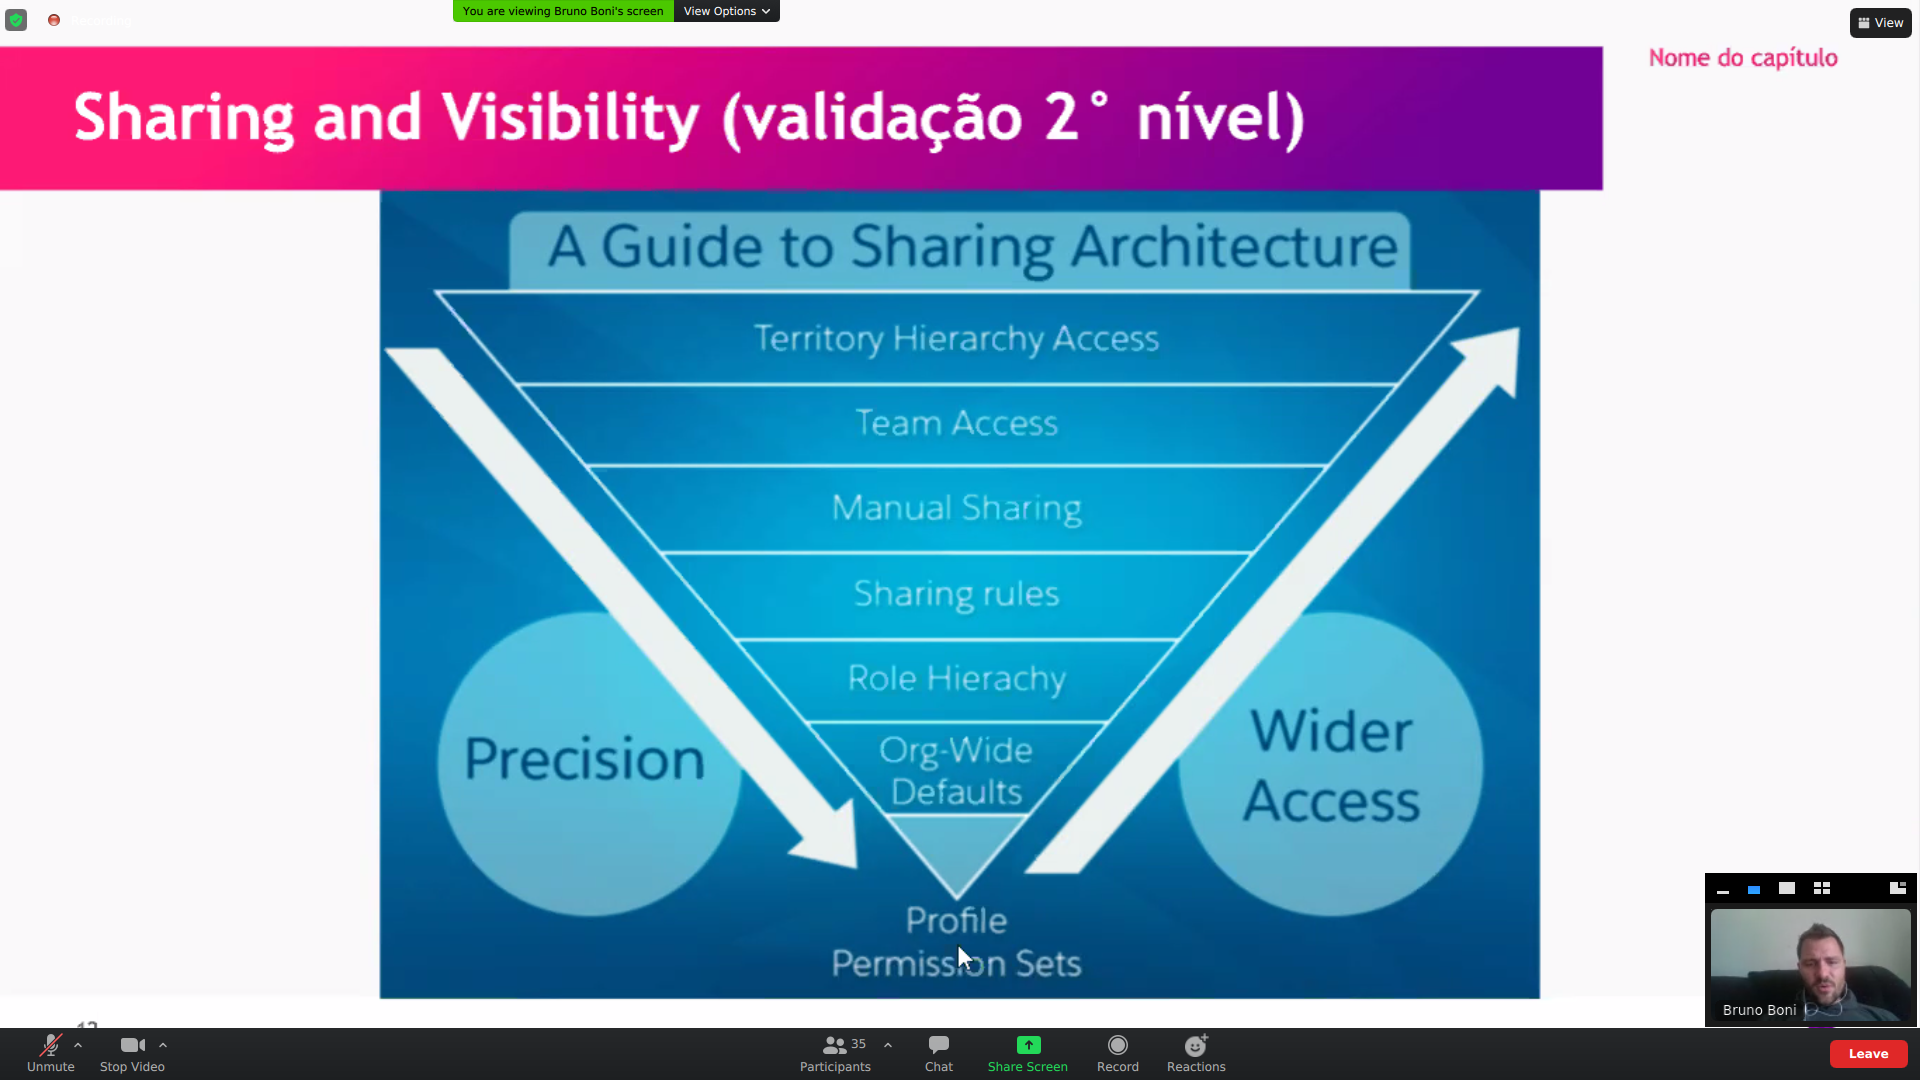 You are viewing Bruno Boni's screen
View Options
View
Nome do capítulo
Sharing and Visibility (validação 2° nível)
A Guide to Sharing Architecture
Territory Hierarchy Access
Team Access
Manual Sharing
Sharing rules
Role Hierachy
Org-Wide
Defaults
Precision
Wider
Access
Profile
Permission Sets
Bruno Boni
Unmute
Stop Video
35
Participants
Chat
Share Screen
Record
Reactions
Leave